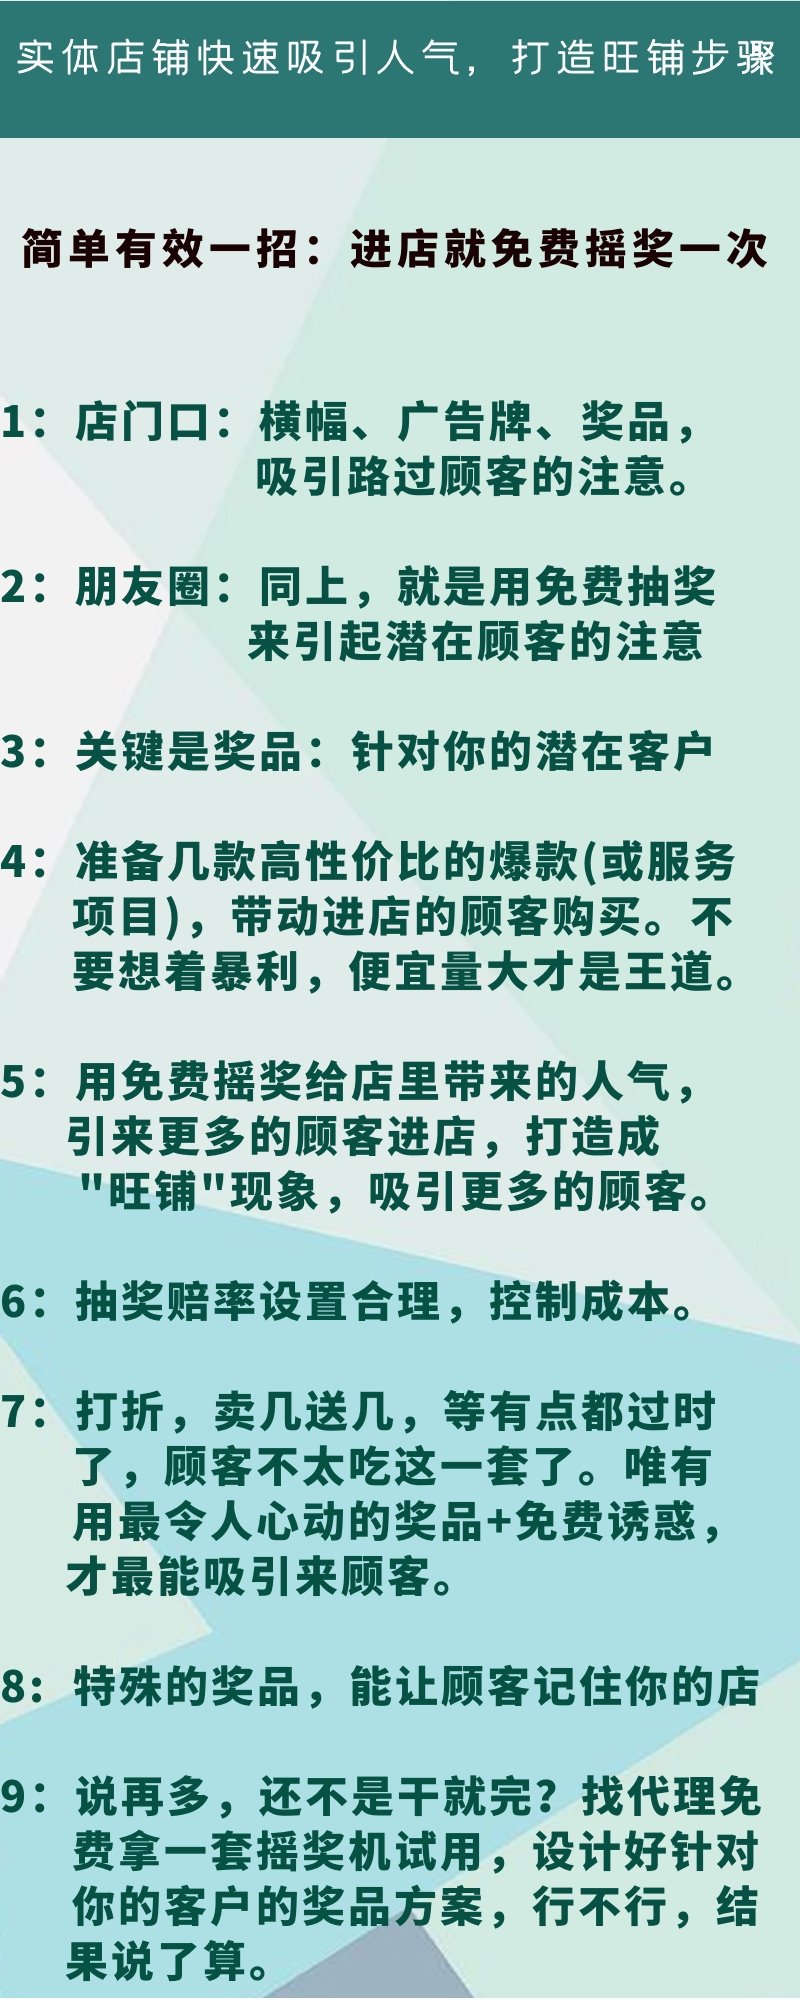 实体店铺快速吸引人气，打造旺铺步骤
简单有效一招：进店就免费摇奖一次
1：店门口：横幅、广告牌、奖品，
吸引路过顾客的注意。
2：朋友圈：同上，就是用免费抽奖
来引起潜在顾客的注意
3：关键是奖品：针对你的潜在客户
4：准备几款高性价比的爆款(或服务
项目)，带动进店的顾客购买。不
要想着暴利，便宜量大才是王道。
5：用免费摇奖给店里带来的人气，
引来更多的顾客进店，打造成
"旺铺"现象，吸引更多的顾客。
6：抽奖赔率设置合理，控制成本。
7：打折，卖几送几，等有点都过时
了，顾客不太吃这一套了。唯有
用最令人心动的奖品+免费诱惑，
才最能吸引来顾客。
8：特殊的奖品，能让顾客记住你的店
9：说再多，还不是干就完？找代理免
费拿一套摇奖机试用，设计好针对
你的客户的奖品方案，行不行，结
果说了算。